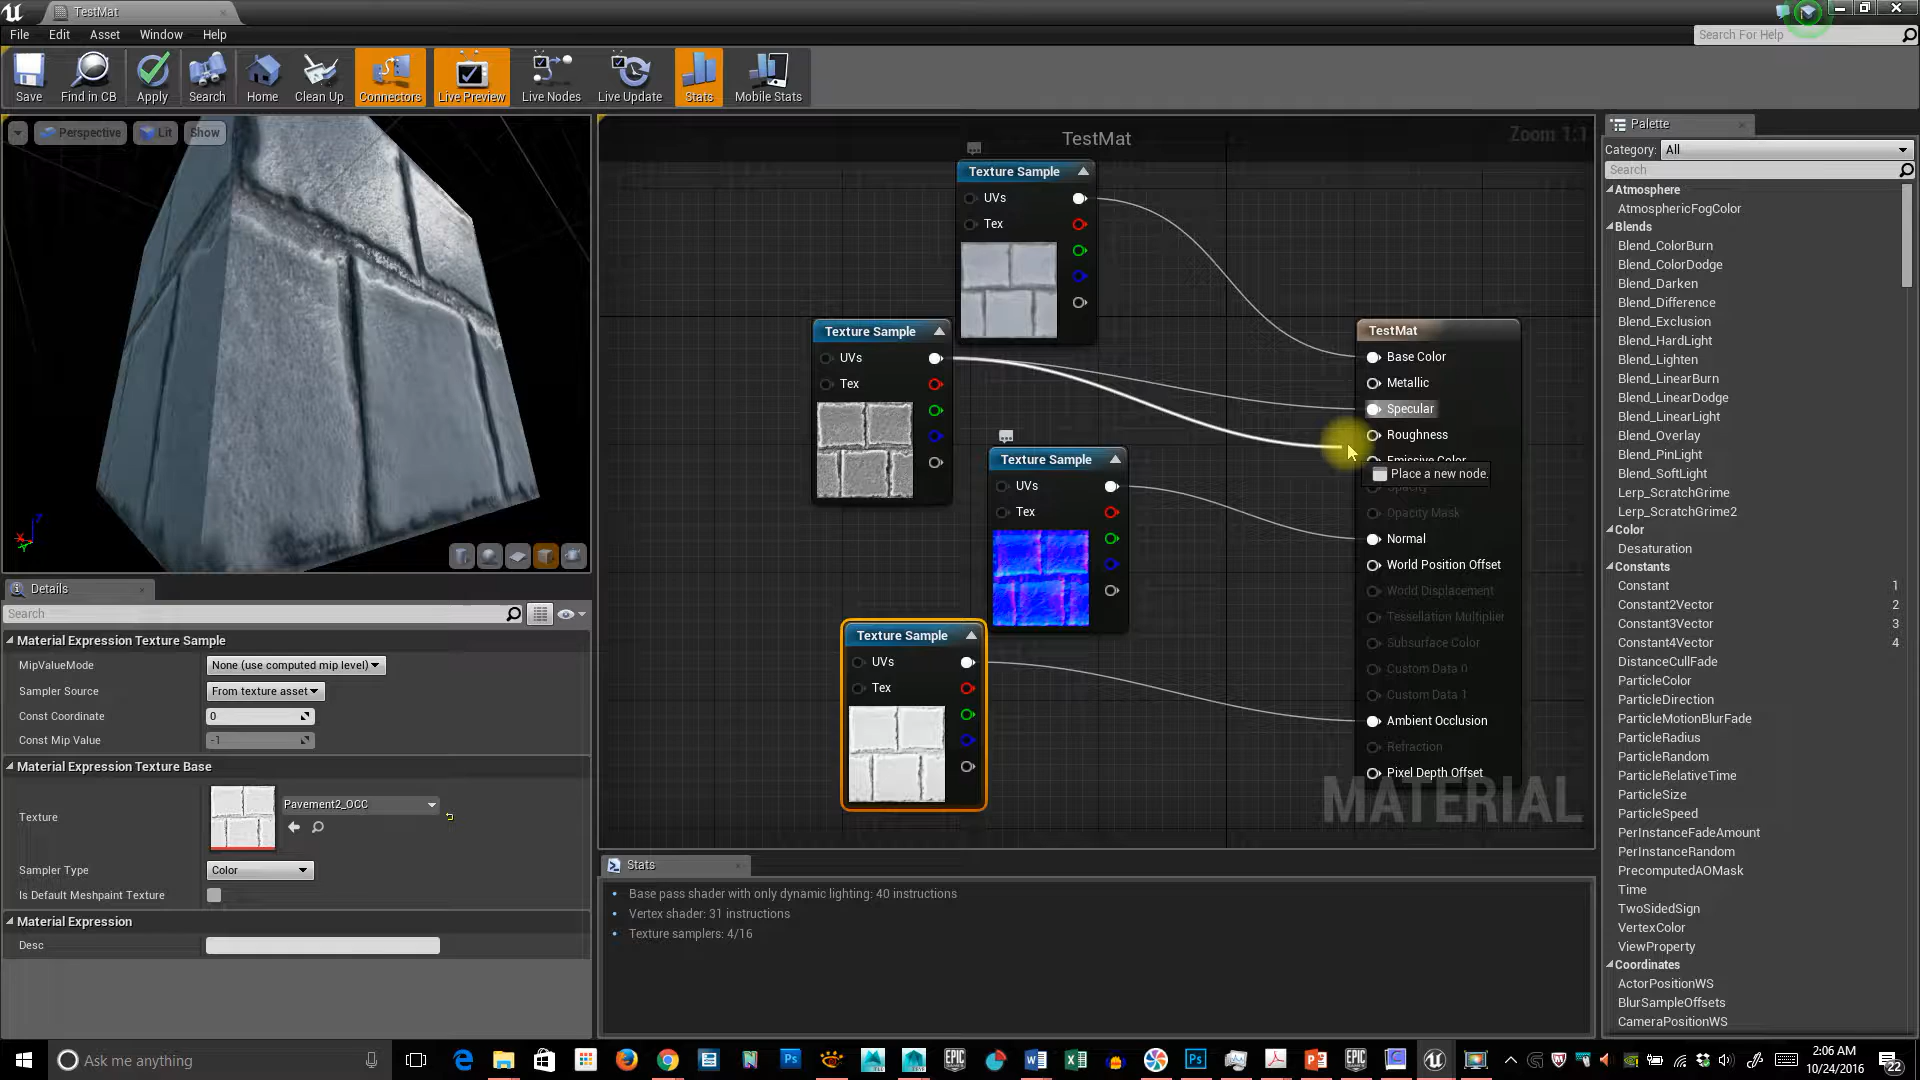 TestMat
File Edit Asset Window Help
Search For Help
Save Find in CB Apply Search Home Clean Up Connectors Live Preview Live Nodes Live Update Stats Mobile Stats
Perspective Lit Show
TestMat
Zoom 1:1
Texture Sample
UVs
Tex
Texture Sample
UVs
Tex
Texture Sample
UVs
Tex
Texture Sample
UVs
Tex
TestMat
Base Color
Metallic
Specular
Roughness
Emissive Color
Place a new node.
Opacity
Opacity Mask
Normal
World Position Offset
World Displacement
Tessellation Multiplier
Subsurface Color
Custom Data 0
Custom Data 1
Ambient Occlusion
Refraction
Pixel Depth Offset
MATERIAL
Details
Search
Material Expression Texture Sample
MipValueMode None (use computed mip level)
Sampler Source From texture asset
Const Coordinate 0
Const Mip Value -1
Material Expression Texture Base
Texture Pavement2_OCC
Sampler Type Color
Is Default Meshpaint Texture
Material Expression
Desc
Stats
Base pass shader with only dynamic lighting: 40 instructions
Vertex shader: 31 instructions
Texture samplers: 4/16
Palette
Category: All
Search
Atmosphere
AtmosphericFogColor
Blends
Blend_ColorBurn
Blend_ColorDodge
Blend_Darken
Blend_Difference
Blend_Exclusion
Blend_HardLight
Blend_Lighten
Blend_LinearBurn
Blend_LinearDodge
Blend_LinearLight
Blend_Overlay
Blend_PinLight
Blend_SoftLight
Lerp_ScratchGrime
Lerp_ScratchGrime2
Color
Desaturation
Constants
Constant 1
Constant2Vector 2
Constant3Vector 3
Constant4Vector 4
DistanceCullFade
ParticleColor
ParticleDirection
ParticleMotionBlurFade
ParticleRadius
ParticleRandom
ParticleRelativeTime
ParticleSize
ParticleSpeed
PerInstanceFadeAmount
PerInstanceRandom
PrecomputedAOMask
Time
TwoSidedSign
VertexColor
ViewProperty
Coordinates
ActorPositionWS
BlurSampleOffsets
CameraPositionWS
Ask me anything
2:06 AM
10/24/2016
22